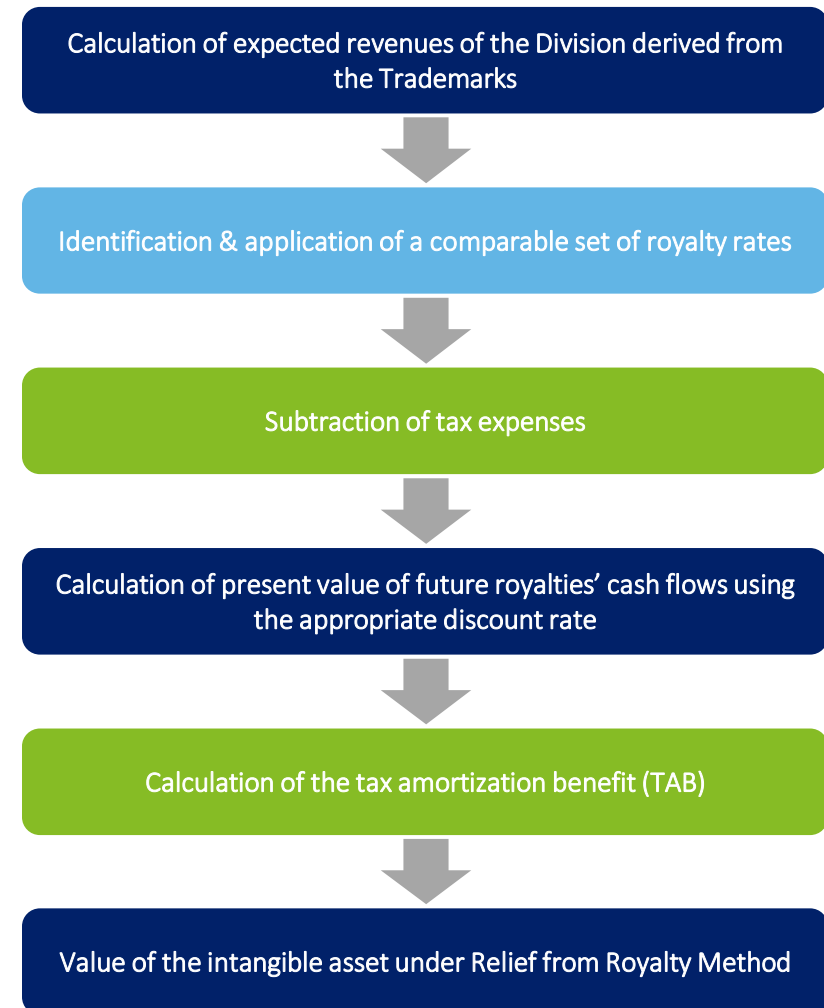 Calculation of expected revenues of the Division derived from
the Trademarks
Identification & application of a comparable set of royalty rates
Subtraction of tax expenses
Calculation of present value of future royalties’ cash flows using
the appropriate discount rate
Calculation of the tax amortization benefit (TAB)
Value of the intangible asset under Relief from Royalty Method